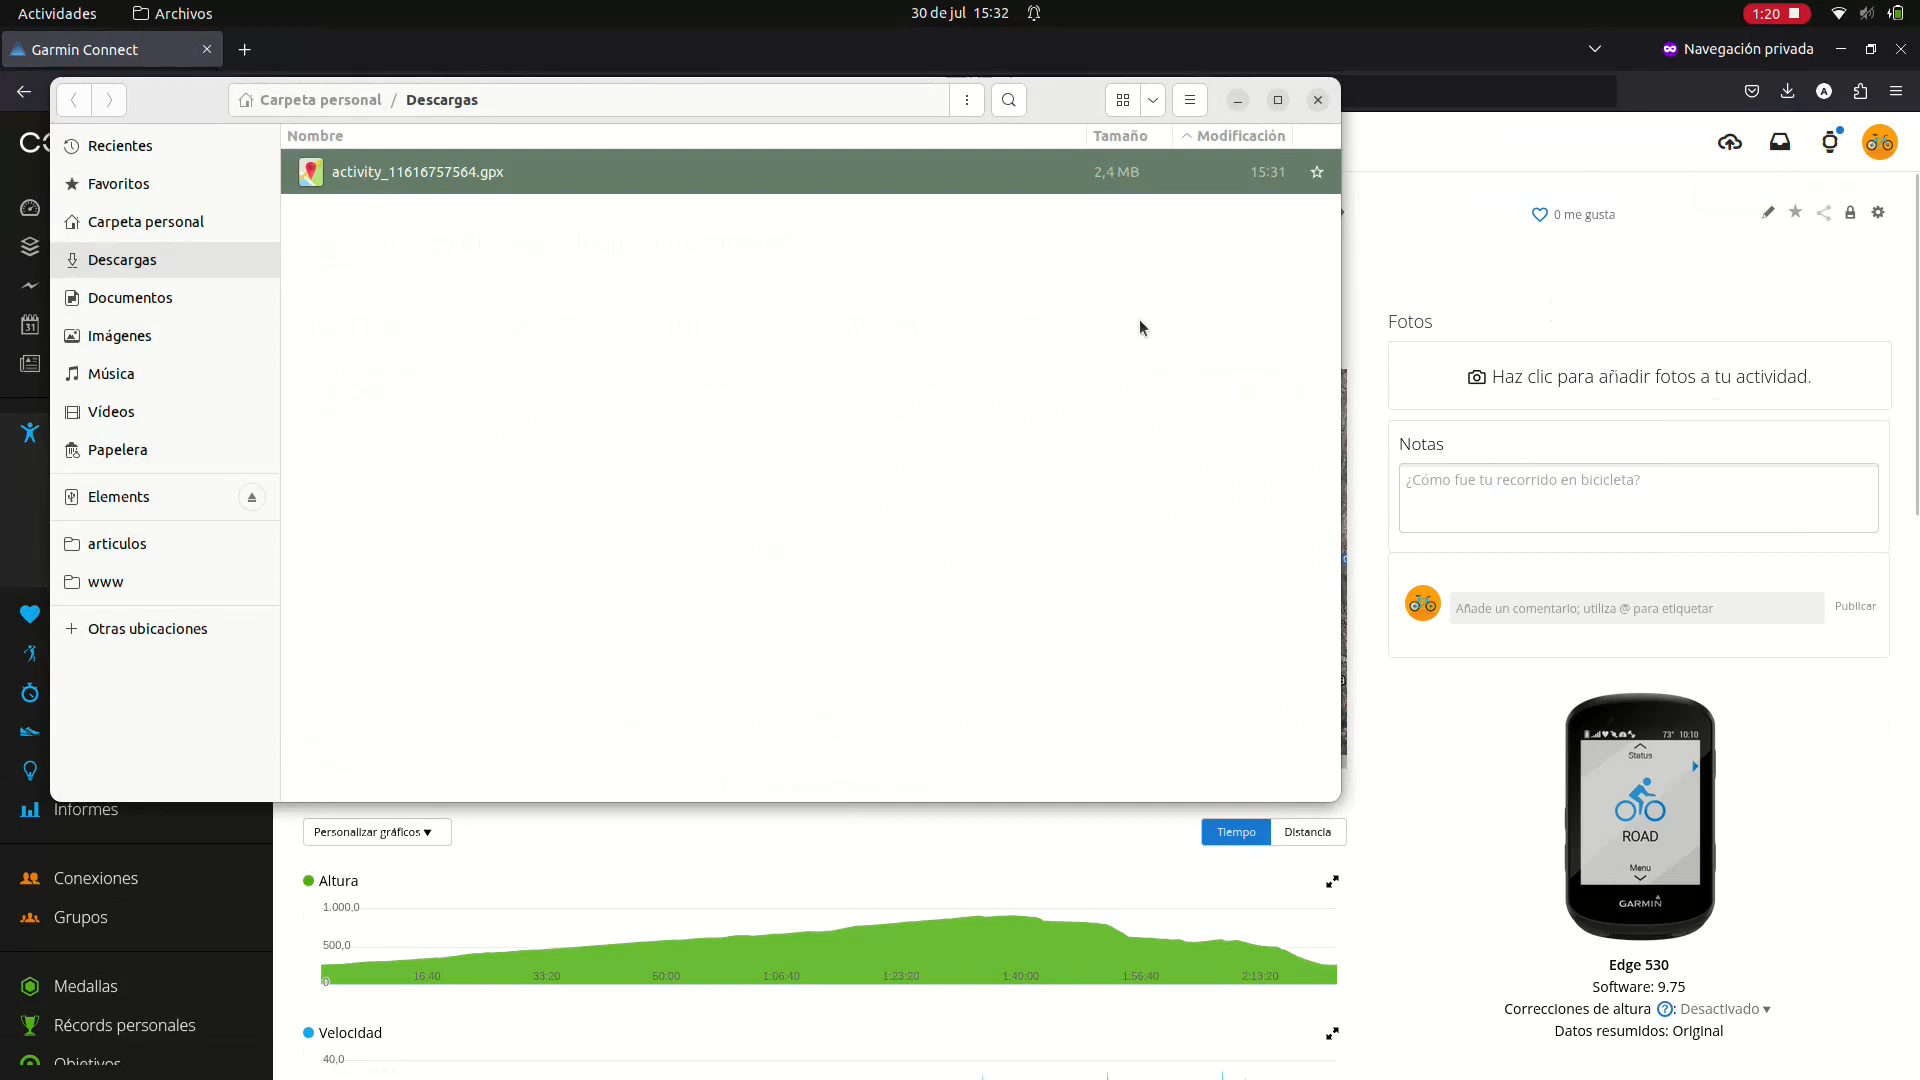 Actividades
Archivos
30 de jul 15:32
1:20
Garmin Connect
Navegación privada
Carpeta personal / Descargas
Nombre
Tamaño
Modificación
activity_11616757564.gpx
2,4 MB
15:31
Recientes
Favoritos
Carpeta personal
Descargas
Documentos
Imágenes
Música
Vídeos
Papelera
Elements
articulos
www
Otras ubicaciones
0 me gusta
Fotos
Haz clic para añadir fotos a tu actividad.
Notas
¿Cómo fue tu recorrido en bicicleta?
Añade un comentario; utiliza @ para etiquetar
Publicar
73° 10:10
Status
ROAD
Menu
GARMIN
Edge 530
Software: 9.75
Correcciones de altura ?: Desactivado
Datos resumidos: Original
31
Informes
Conexiones
Grupos
Medallas
Récords personales
Objetivos
Personalizar gráficos
Tiempo
Distancia
Altura
1.000,0
500,0
0
16:40
33:20
50:00
1:06:40
1:23:20
1:40:00
1:56:40
2:13:20
Velocidad
40,0